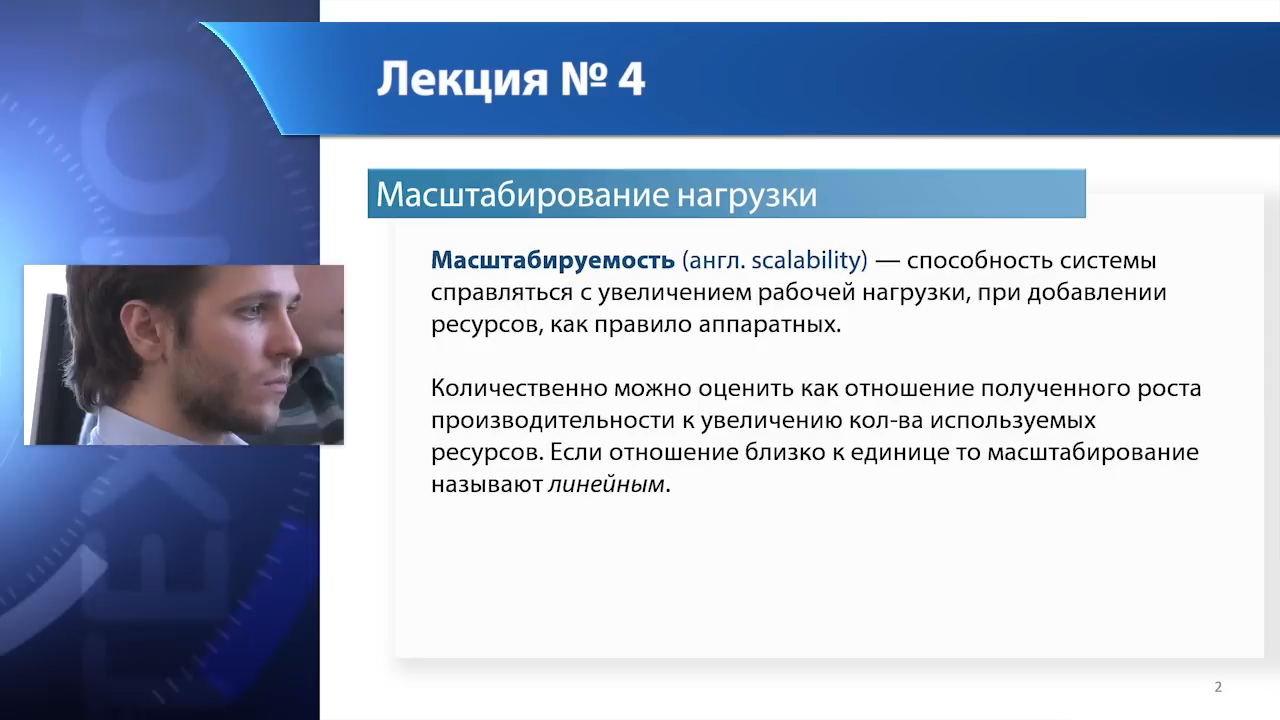 Лекция № 4
Масштабирование нагрузки
Масштабируемость (англ. scalability) — способность системы
справляться с увеличением рабочей нагрузки, при добавлении
ресурсов, как правило аппаратных.
Количественно можно оценить как отношение полученного роста
производительности к увеличению кол-ва используемых
ресурсов. Если отношение близко к единице то масштабирование
называют линейным.
2